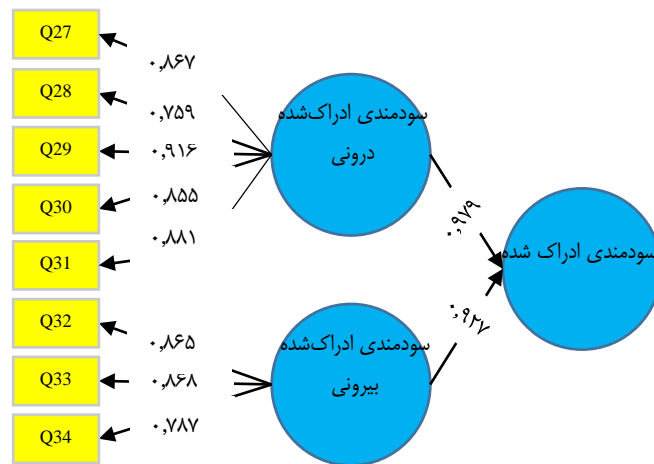 Q27
Q28
Q29
Q30
Q31
Q32
Q33
Q34
۰,۸۶۷
۰,۷۵۹
۰,۹۱۶
۰,۸۵۵
۰,۸۸۱
۰,۸۶۵
۰,۸۶۸
۰,۷۸۷
سودمندی ادراک‌شده
درونی
سودمندی ادراک‌شده
بیرونی
۰,۹۷۹
۰,۹۲۷
سودمندی ادراک شده